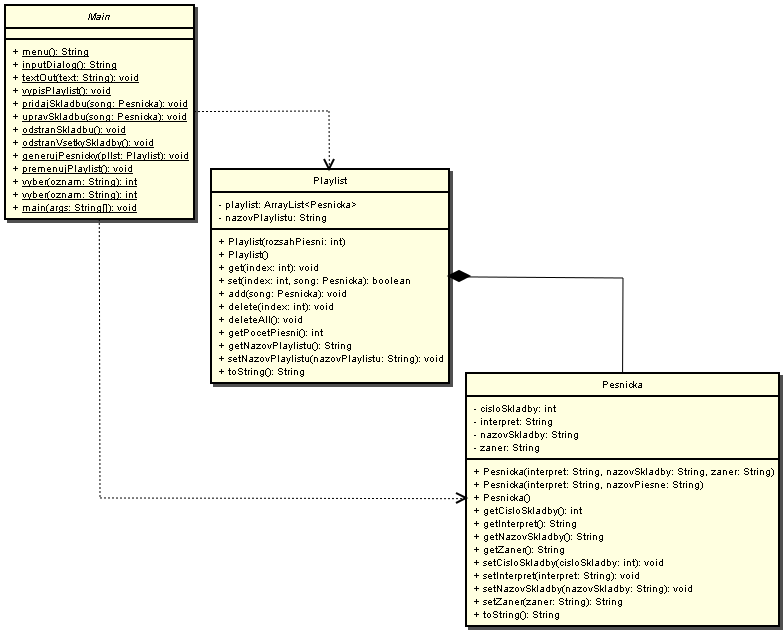 Main
+ menu(): String
+ inputDialog(): String
+ textOut(text: String): void
+ vypisPlaylist(): void
+ pridajSkladbu(song: Pesnicka): void
+ upravSkladbu(song: Pesnicka): void
+ odstranSkladbu(): void
+ odstranVsetkySkladby(): void
+ generujPesnicky(pllst: Playlist): void
+ premenujPlaylist(): void
+ vyber(oznam: String): int
+ vyber(oznam: String): int
+ main(args: String[]): void
Playlist
- playlist: ArrayList<Pesnicka>
- nazovPlaylistu: String
+ Playlist(rozsahPiesni: int)
+ Playlist()
+ get(index: int): void
+ set(index: int, song: Pesnicka): boolean
+ add(song: Pesnicka): void
+ delete(index: int): void
+ deleteAll(): void
+ getPocetPiesni(): int
+ getNazovPlaylistu(): String
+ setNazovPlaylistu(nazovPlaylistu: String): void
+ toString(): String
Pesnicka
- cisloSkladby: int
- interpret: String
- nazovSkladby: String
- zaner: String
+ Pesnicka(interpret: String, nazovSkladby: String, zaner: String)
+ Pesnicka(interpret: String, nazovPiesne: String)
+ Pesnicka()
+ getCisloSkladby(): int
+ getInterpret(): String
+ getNazovSkladby(): String
+ getZaner(): String
+ setCisloSkladby(cisloSkladby: int): void
+ setInterpret(interpret: String): void
+ setNazovSkladby(nazovSkladby: String): void
+ setZaner(zaner: String): String
+ toString(): String